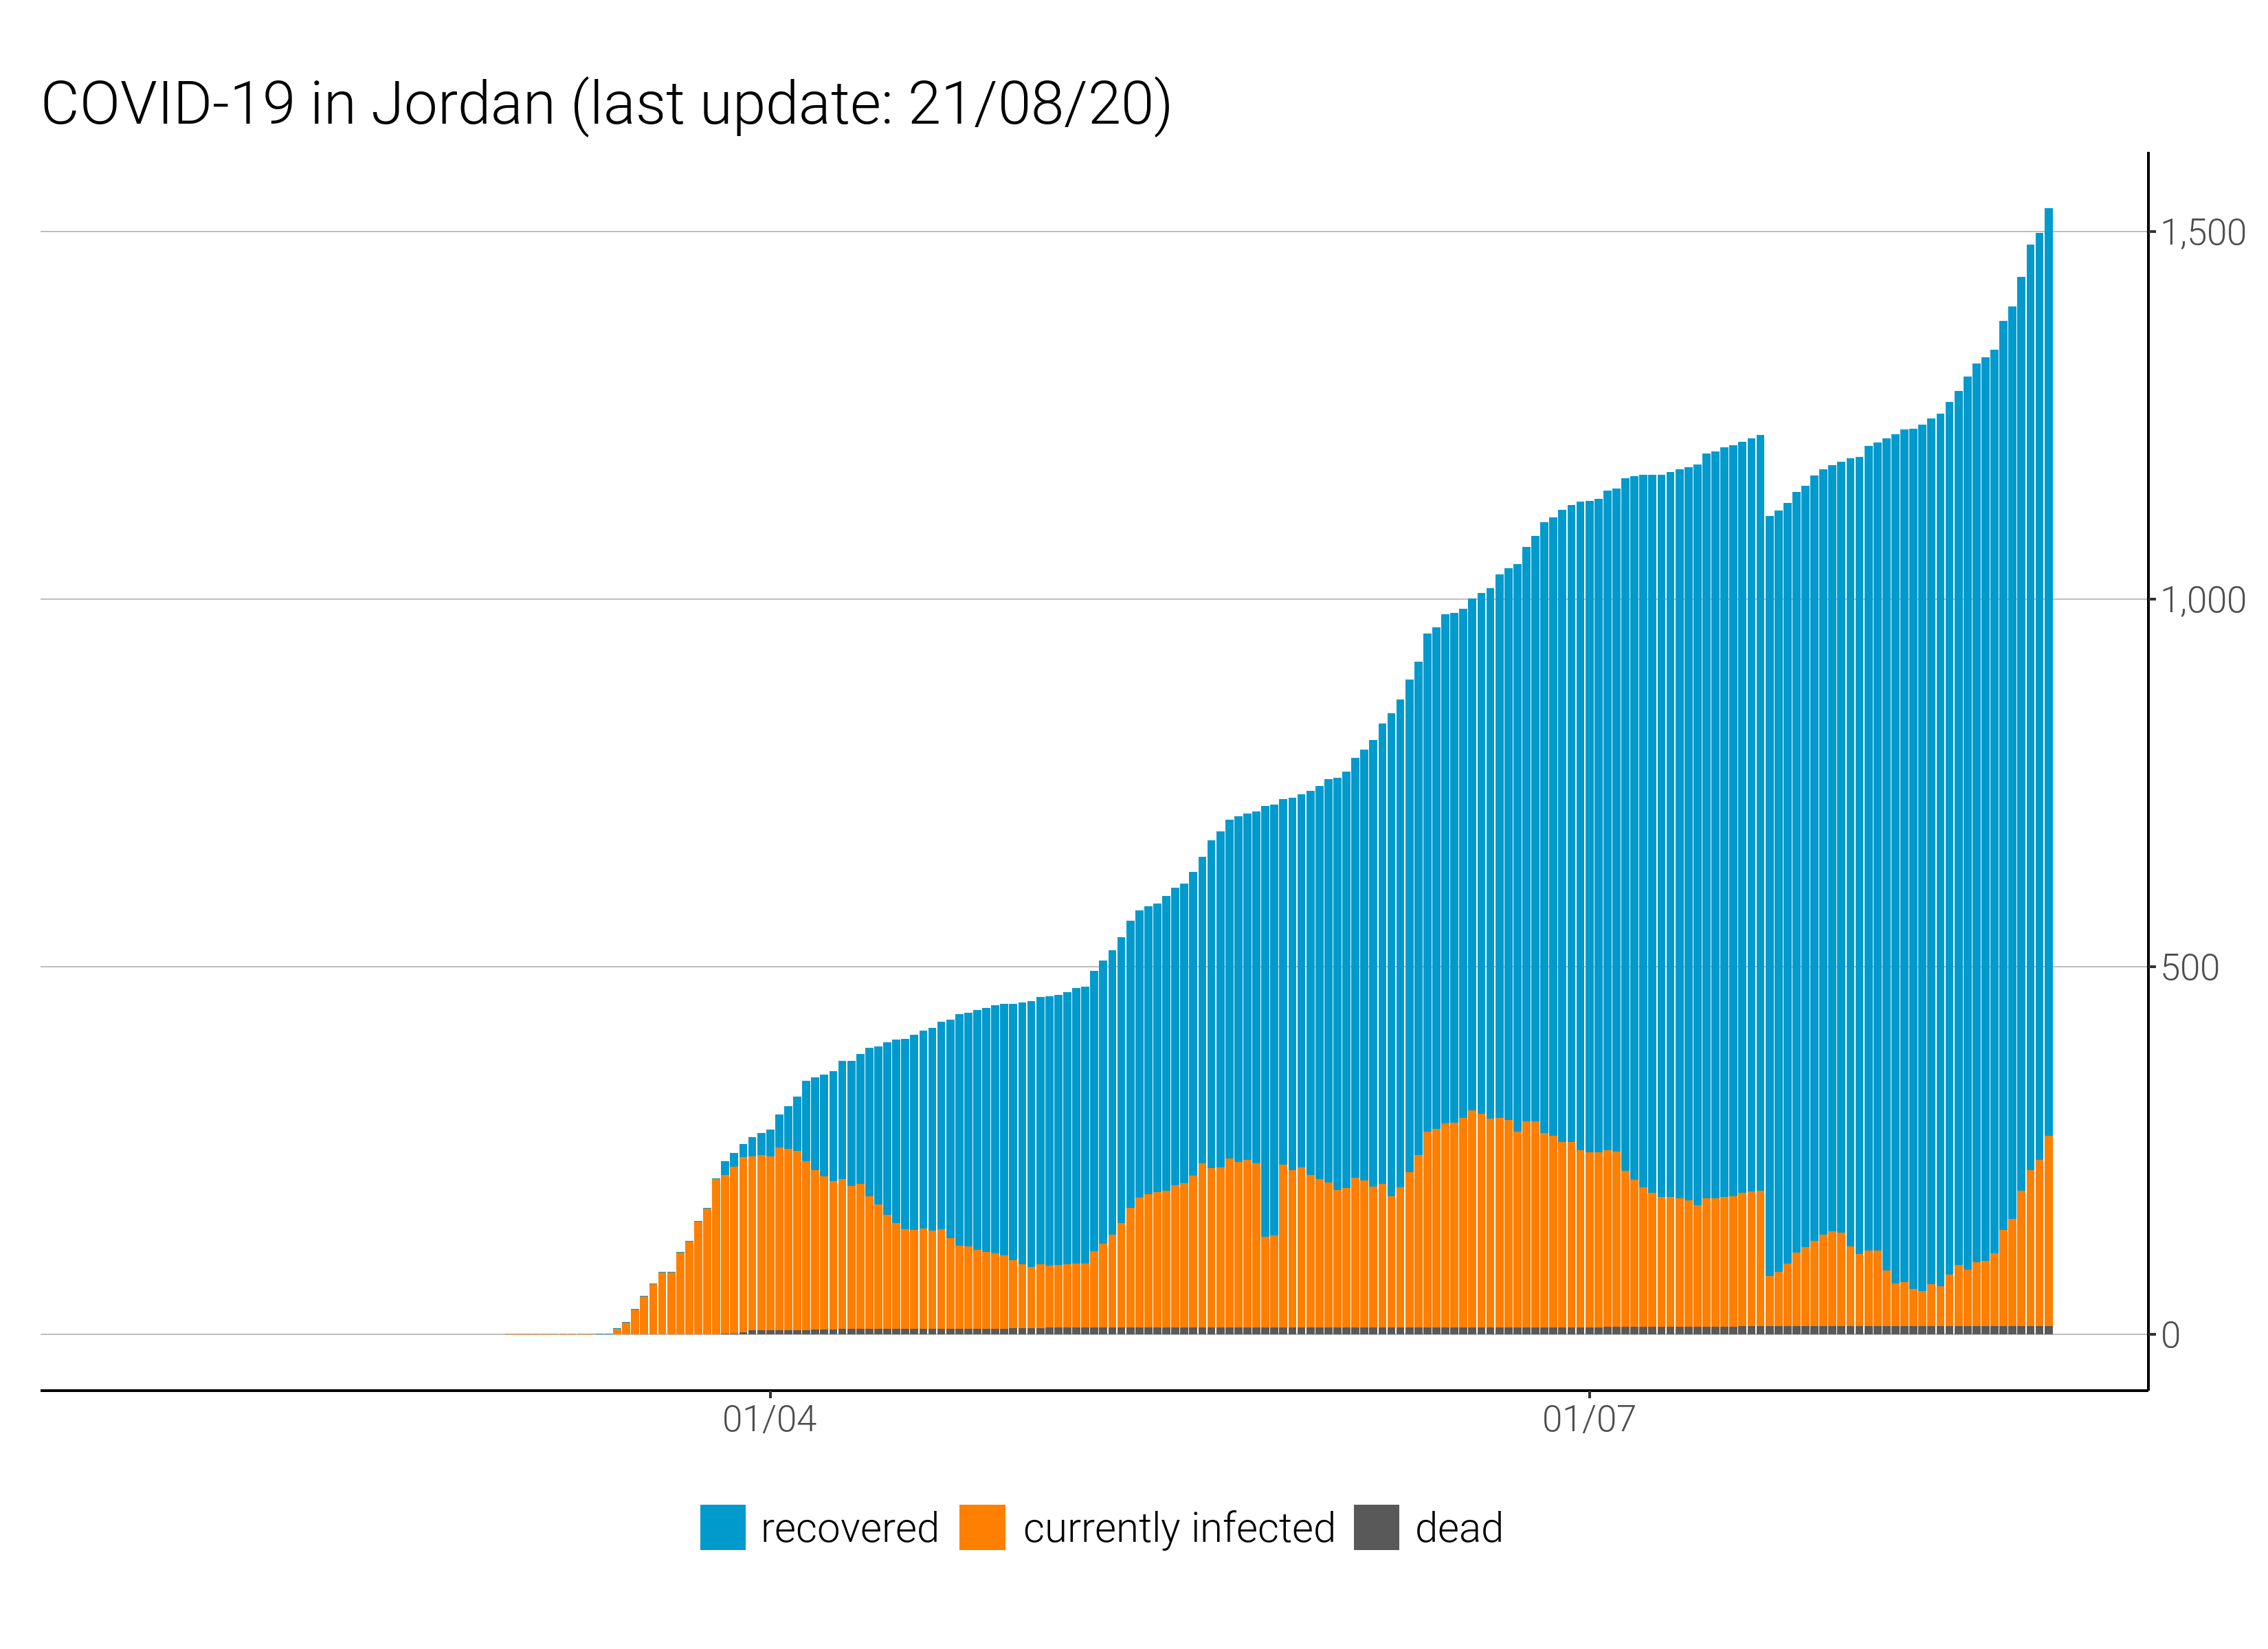 COVID-19 in Jordan (last update: 21/08/20)
1,500
1,000
500
0
01/04 01/07
recovered currently infected dead